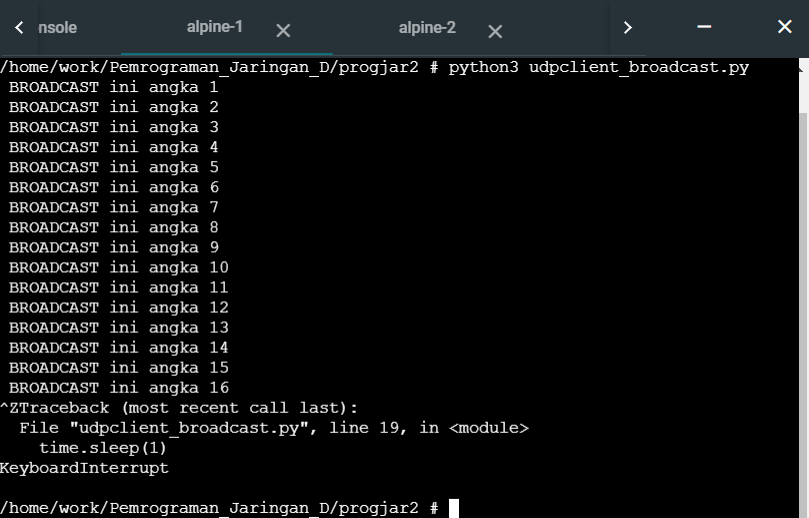 onsole alpine-1 alpine-2
/home/work/Pemrograman_Jaringan_D/progjar2 # python3 udpclient_broadcast.py
BROADCAST ini angka 1
BROADCAST ini angka 2
BROADCAST ini angka 3
BROADCAST ini angka 4
BROADCAST ini angka 5
BROADCAST ini angka 6
BROADCAST ini angka 7
BROADCAST ini angka 8
BROADCAST ini angka 9
BROADCAST ini angka 10
BROADCAST ini angka 11
BROADCAST ini angka 12
BROADCAST ini angka 13
BROADCAST ini angka 14
BROADCAST ini angka 15
BROADCAST ini angka 16
^ZTraceback (most recent call last):
  File "udpclient_broadcast.py", line 19, in <module>
    time.sleep(1)
KeyboardInterrupt
/home/work/Pemrograman_Jaringan_D/progjar2 #